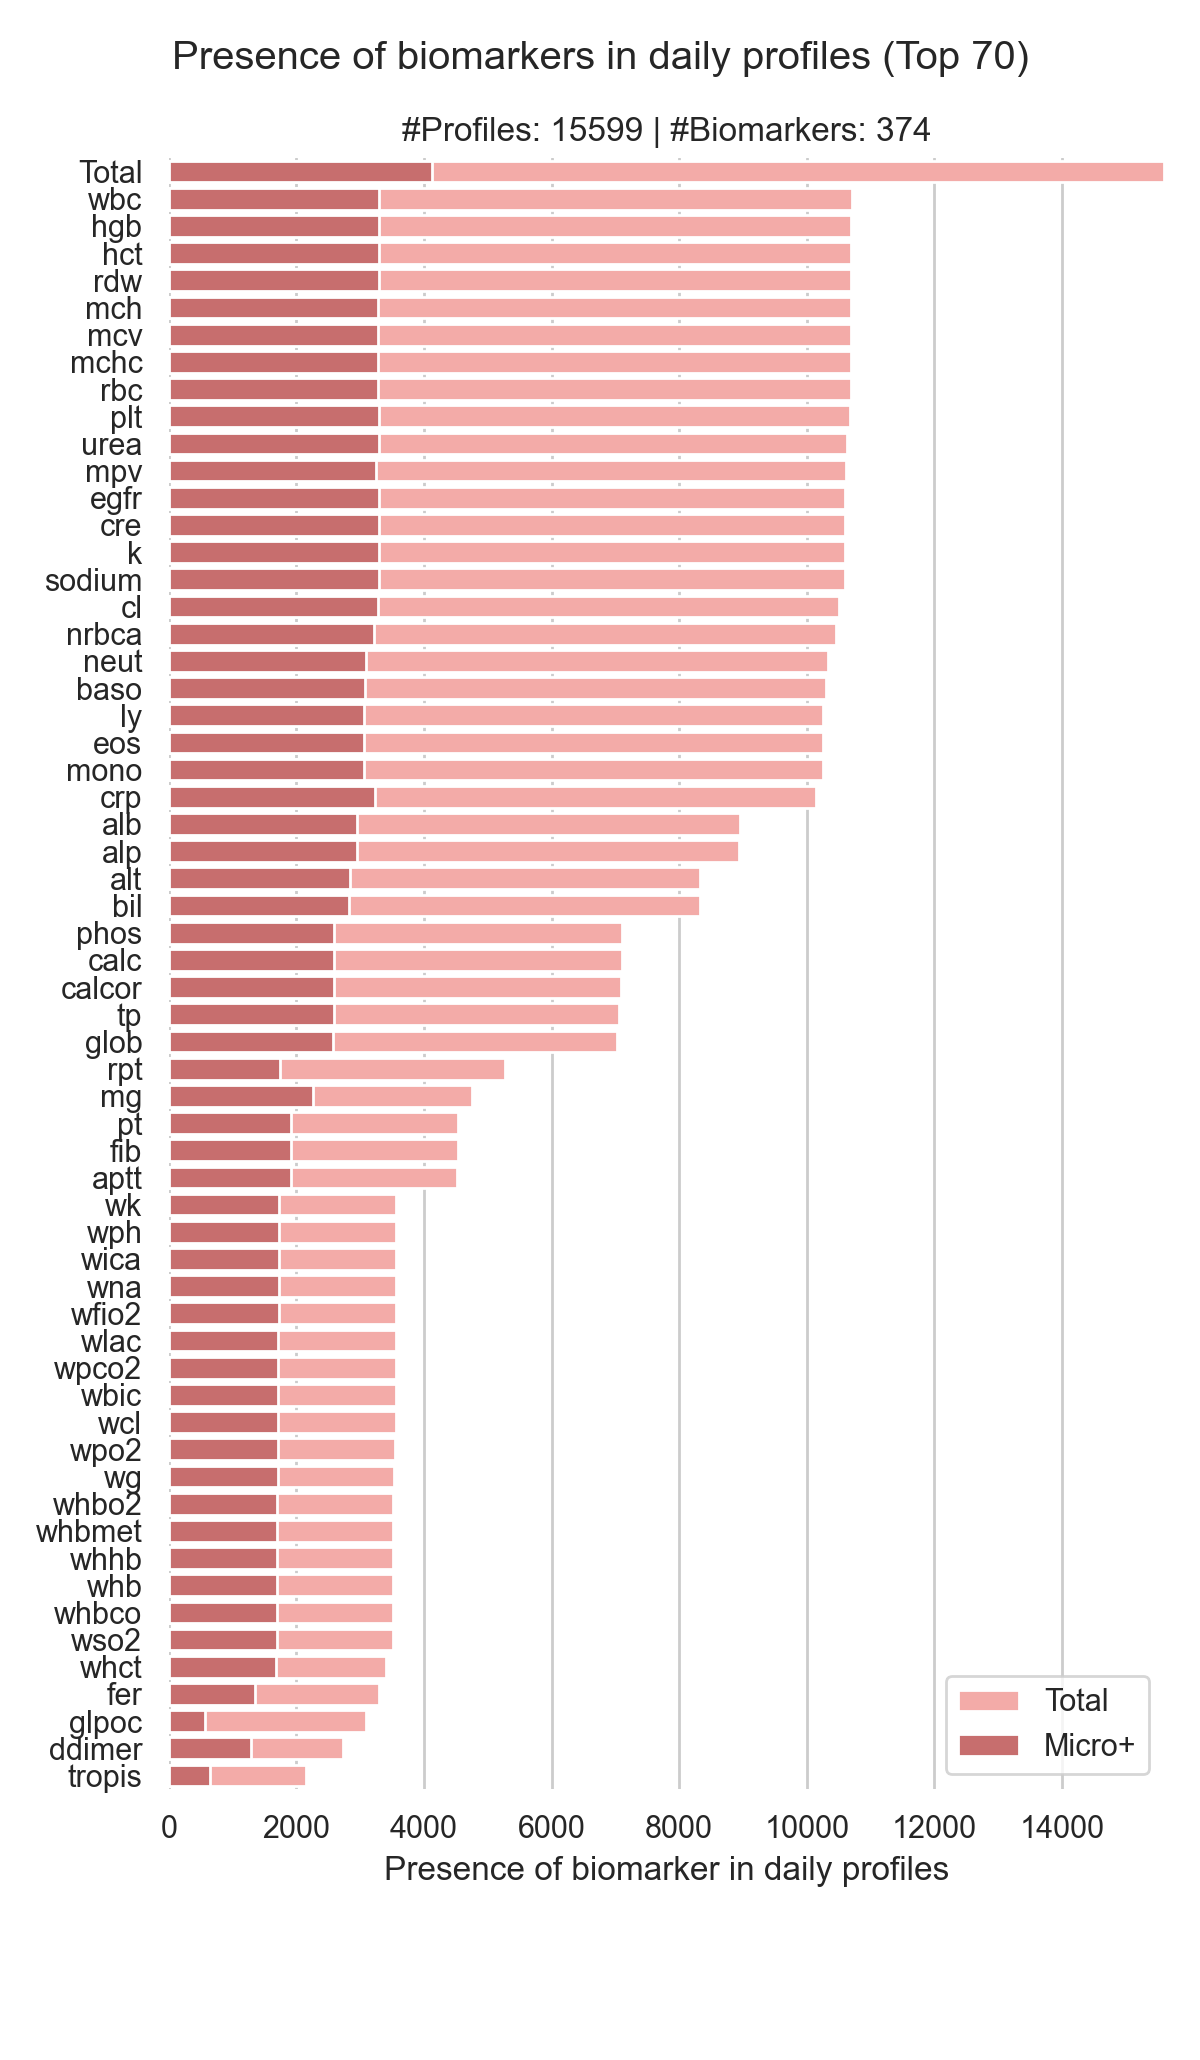 Presence of biomarkers in daily profiles (Top 70)
#Profiles: 15599 | #Biomarkers: 374
Total
wbc
hgb
hct
rdw
mch
mcv
mchc
rbc
plt
urea
mpv
egfr
cre
k
sodium
cl
nrbca
neut
baso
ly
eos
mono
crp
alb
alp
alt
bil
phos
calc
calcor
tp
glob
rpt
mg
pt
fib
aptt
wk
wph
wica
wna
wfio2
wlac
wpco2
wbic
wcl
wpo2
wg
whbo2
whbmet
whhb
whb
whbco
wso2
whct
fer
glpoc
ddimer
tropis
Total
Micro+
0 2000 4000 6000 8000 10000 12000 14000
Presence of biomarker in daily profiles